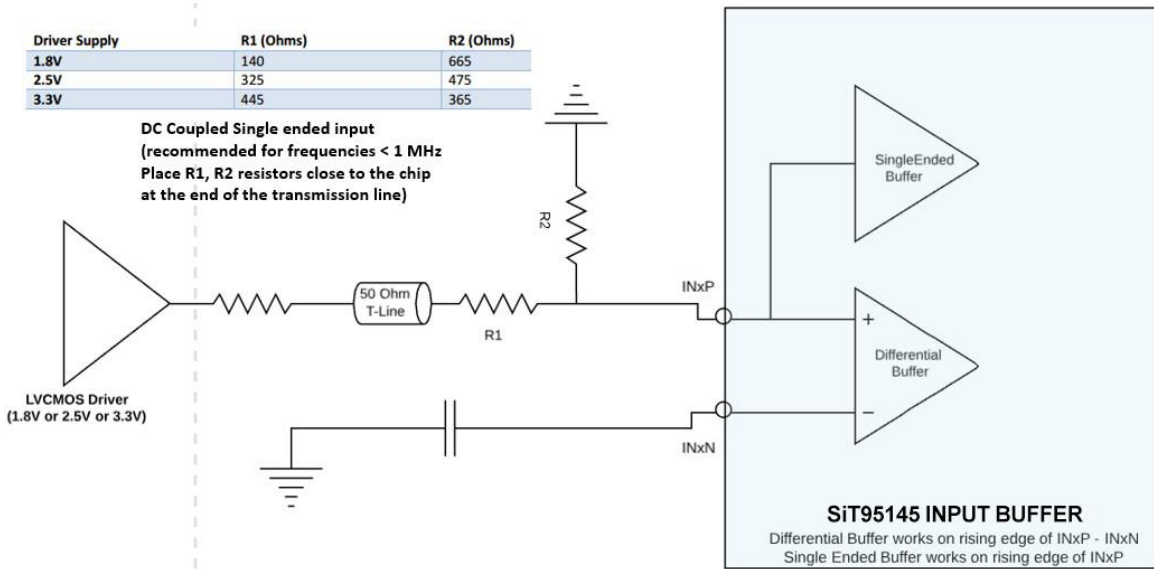 Driver Supply R1 (Ohms) R2 (Ohms)
1.8V 140 665
2.5V 325 475
3.3V 445 365
DC Coupled Single ended input
(recommended for frequencies < 1 MHz
Place R1, R2 resistors close to the chip
at the end of the transmission line)
SingleEnded
Buffer
R2
INxP
50 Ohm
T-Line
R1
+
Differential
Buffer
−
LVCMOS Driver
(1.8V or 2.5V or 3.3V)
INxN
SiT95145 INPUT BUFFER
Differential Buffer works on rising edge of INxP - INxN
Single Ended Buffer works on rising edge of INxP